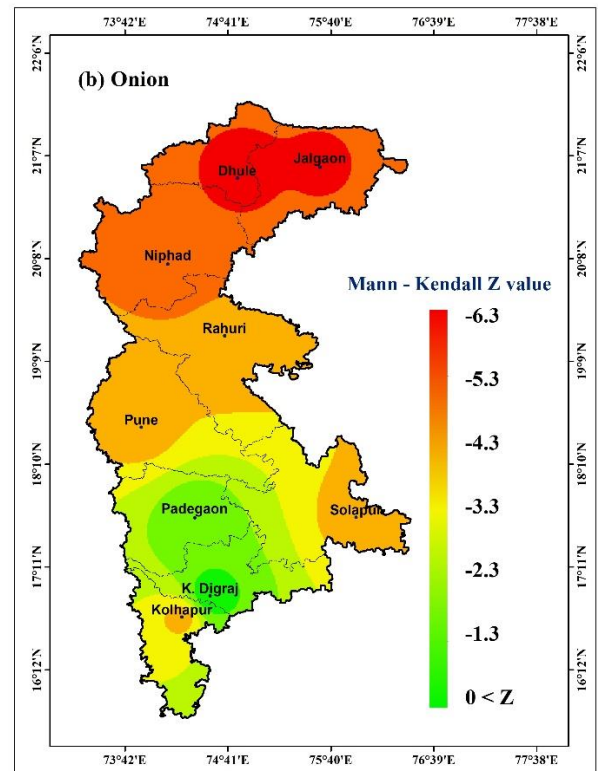 73°42'E 74°41'E 75°40'E 76°39'E 77°38'E
22°6'N
22°6'N
(b) Onion
21°7'N
21°7'N
Jalgaon
Dhule
20°8'N
20°8'N
Niphad
Mann - Kendall Z value
-6.3
Rahuri
19°9'N
19°9'N
-5.3
Pune
-4.3
18°10'N
18°10'N
Padegaon
Solapur
-3.3
17°11'N
17°11'N
-2.3
K. Digraj
Kolhapur
-1.3
16°12'N
16°12'N
0 < Z
73°42'E 74°41'E 75°40'E 76°39'E 77°38'E